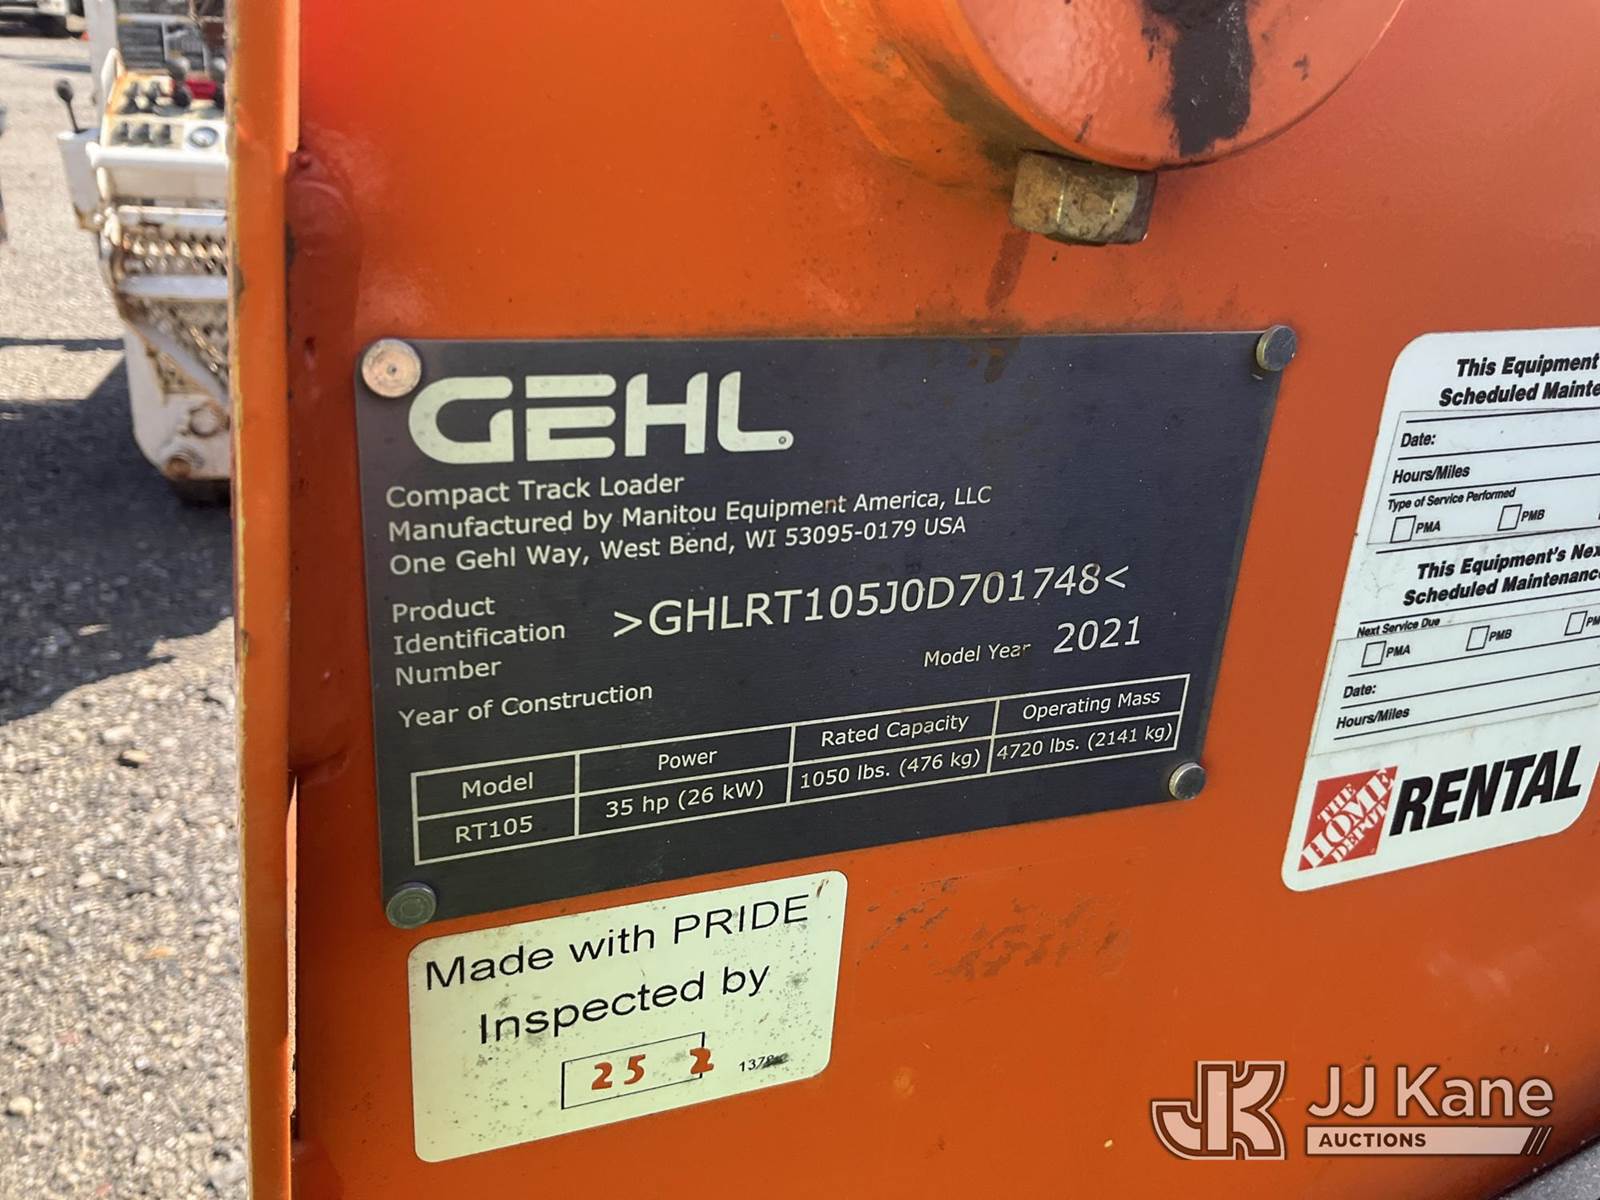 GEHL
Compact Track Loader
Manufactured by Manitou Equipment America, LLC
One Gehl Way, West Bend, WI 53095-0179 USA
Product
Identification
Number
>GHLRT105J0D701748<
Model Year 2021
Year of Construction
Model Power Rated Capacity Operating Mass
RT105 35 hp (26 kW) 1050 lbs. (476 kg) 4720 lbs. (2141 kg)
Made with PRIDE
Inspected by
25 2
This Equipment
Scheduled
Date:
Hours/Miles
Type of Service Performed
PMA PMB
This Equipment's
Scheduled
Next Service Due
PMA PMB
Date:
Hours/Miles
THE
HOME
DEPOT
RENTAL
JK JJ Kane
AUCTIONS